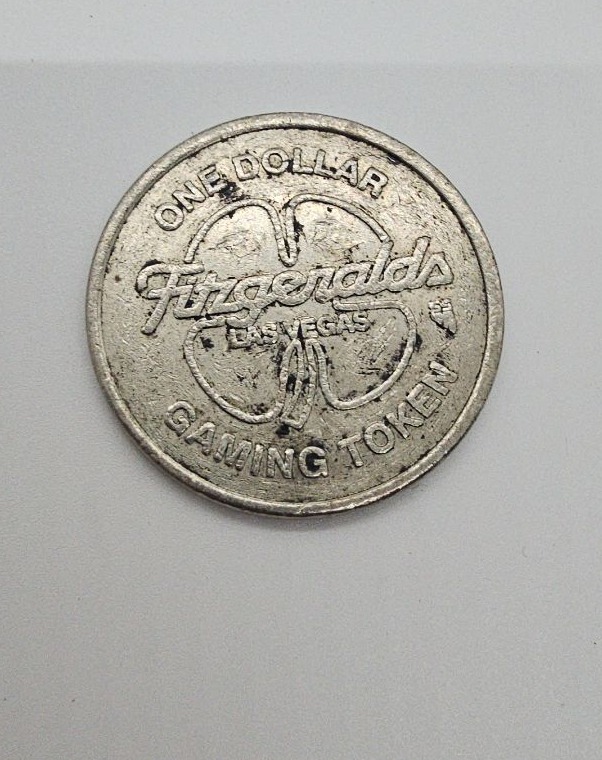 ONE DOLLAR
Fitzgeralds
LAS VEGAS
GAMING TOKEN